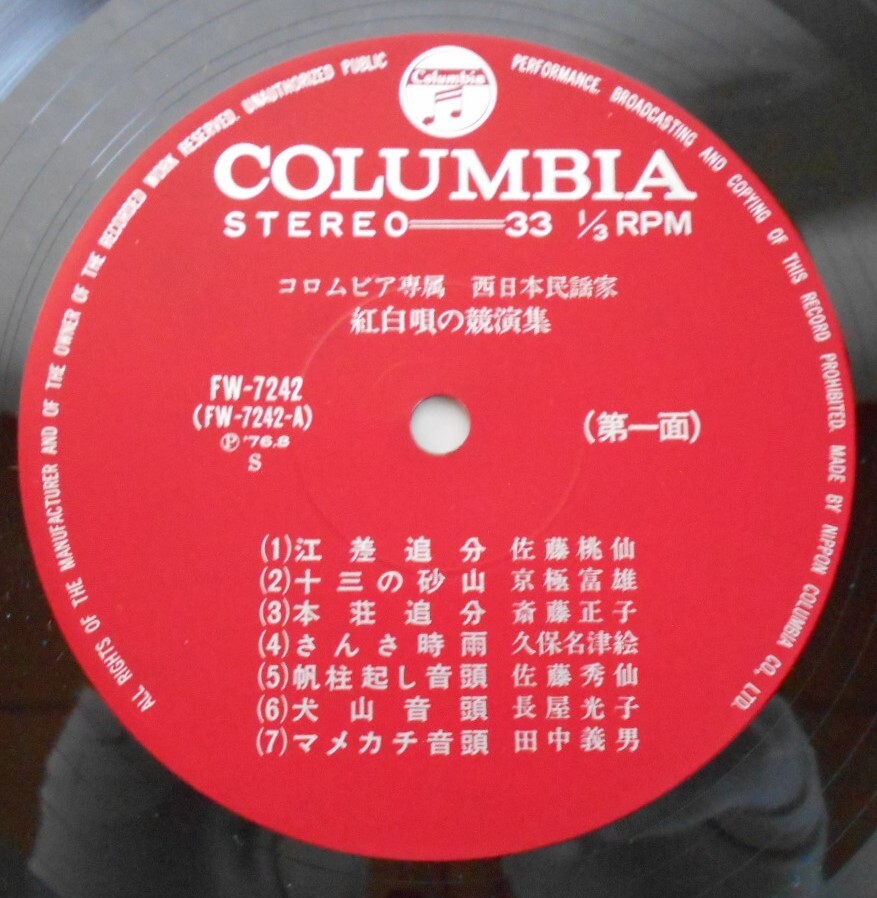 Columbia
COLUMBIA
STEREO 33 1/3 RPM
コロムビア専属 西日本民謡家
紅白唄の競演集
FW-7242
(FW-7242-A)
Ⓟ '76.8
S
(第一面)
(1)江差追分 佐藤桃仙
(2)十三の砂山 京極富雄
(3)本荘追分 斎藤正子
(4)さんさ時雨 久保名津絵
(5)帆柱起し音頭 佐藤秀仙
(6)犬山音頭 長屋光子
(7)マメカチ音頭 田中義男
ALL RIGHTS OF THE MANUFACTURER AND OF THE OWNER OF THE RECORDED WORK RESERVED. UNAUTHORIZED PUBLIC PERFORMANCE, BROADCASTING AND COPYING OF THIS RECORD PROHIBITED. MADE BY NIPPON COLUMBIA CO., LTD.